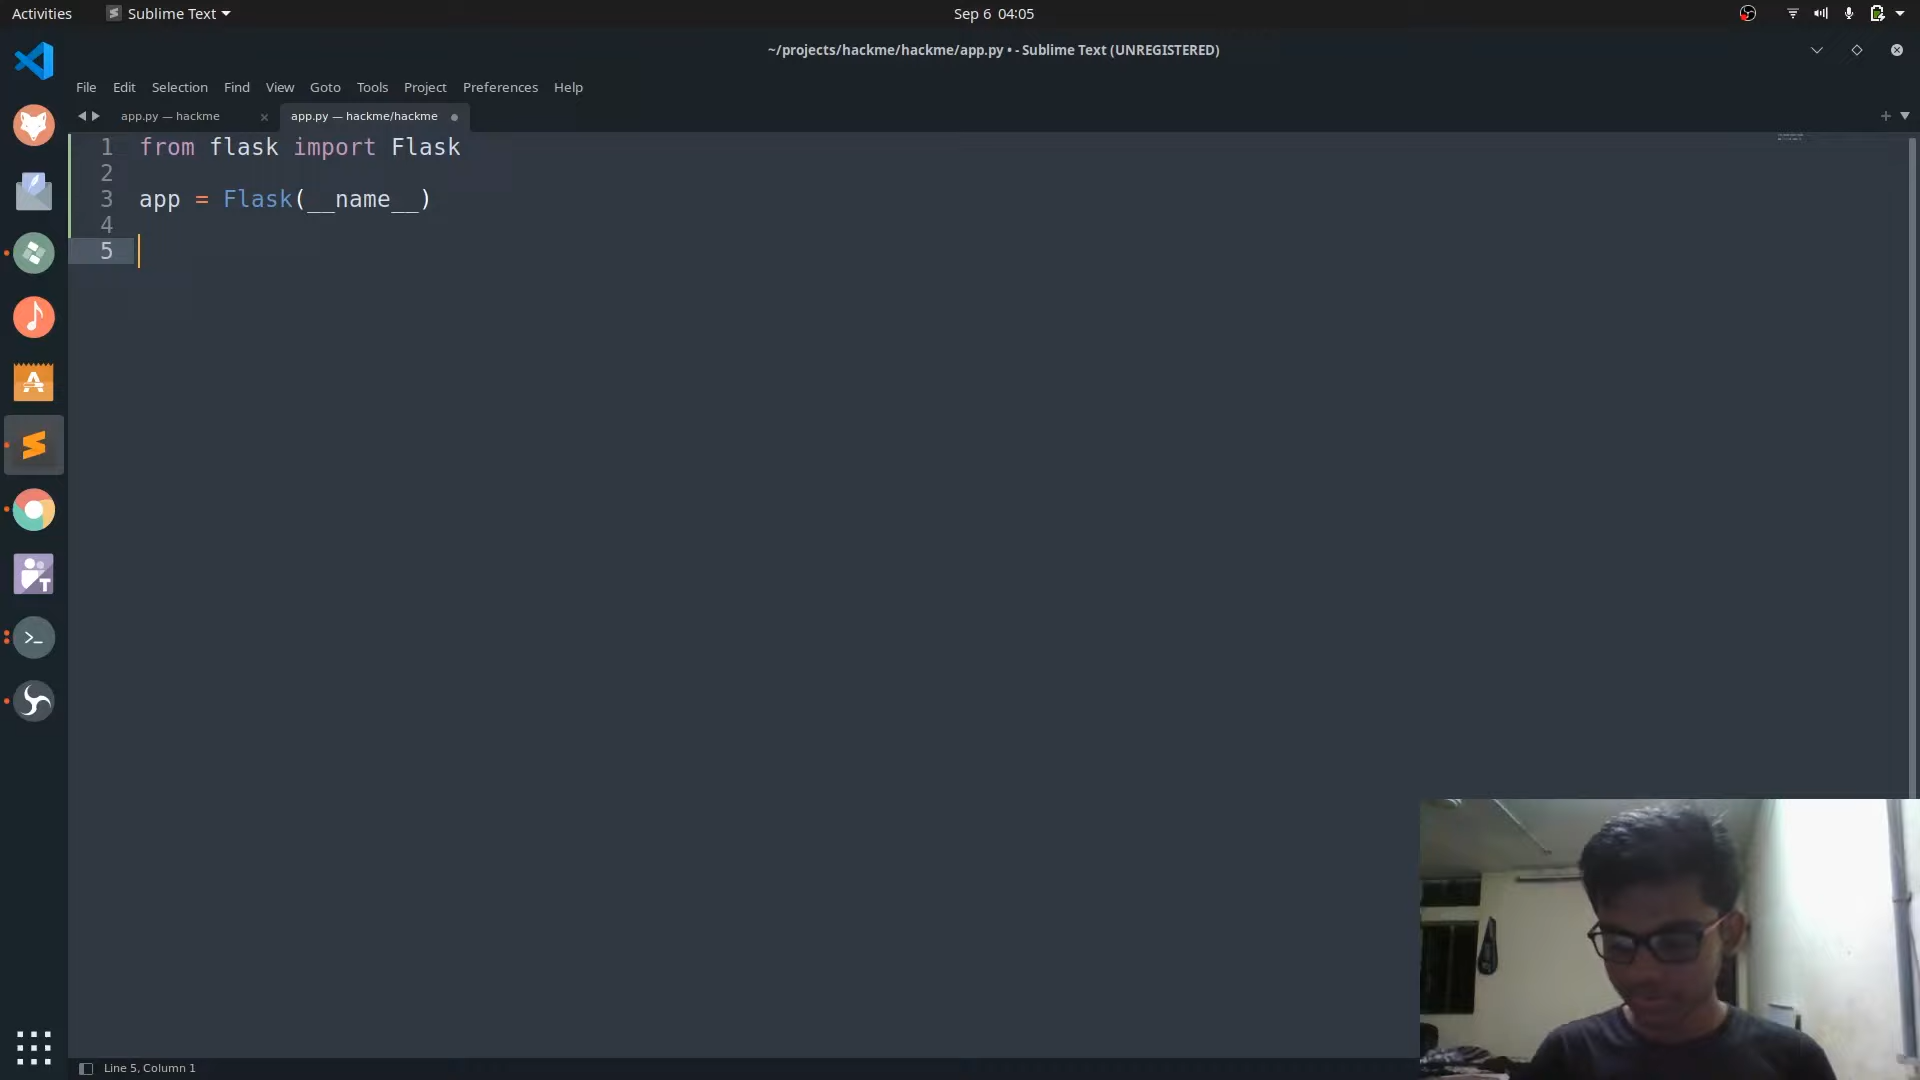 Activities
Sublime Text
Sep 6 04:05
~/projects/hackme/hackme/app.py • - Sublime Text (UNREGISTERED)
File Edit Selection Find View Goto Tools Project Preferences Help
app.py — hackme
app.py — hackme/hackme
1 from flask import Flask
2
3 app = Flask(__name__)
4
5
Line 5, Column 1